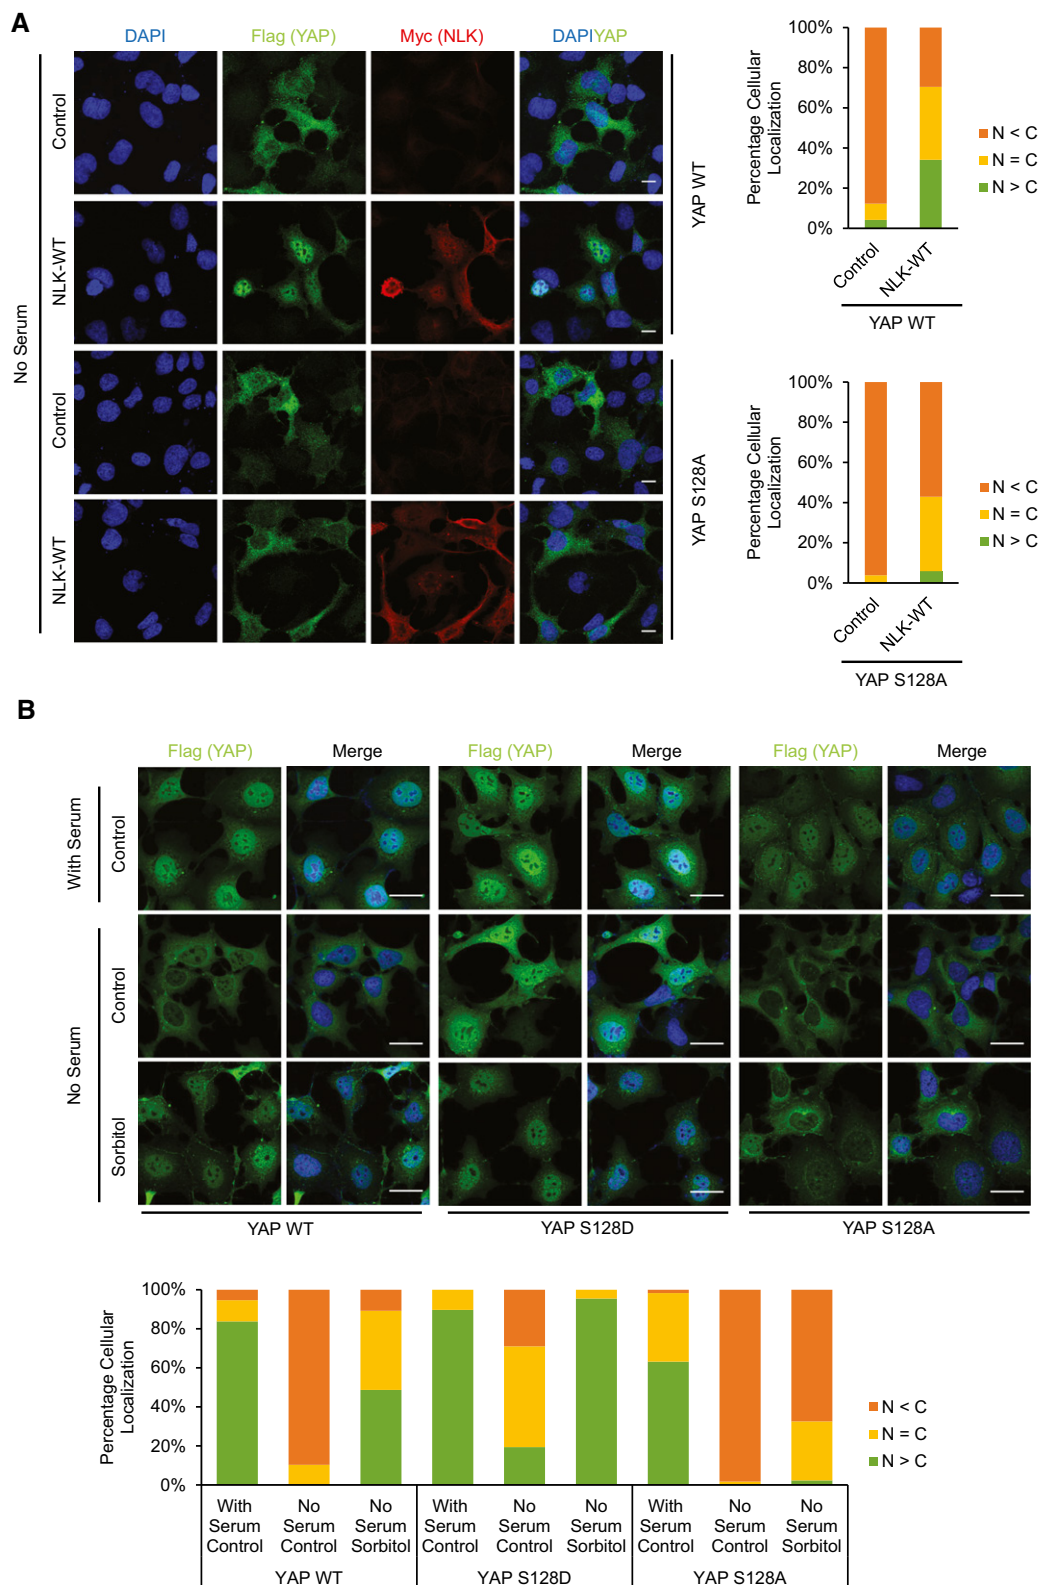 A
DAPI
Flag (YAP)
Myc (NLK)
DAPIYAP
No Serum
Control
NLK-WT
Control
NLK-WT
YAP WT
YAP S128A
Percentage Cellular
Localization
100%
80%
60%
40%
20%
0%
Control
NLK-WT
YAP WT
N < C
N = C
N > C
Percentage Cellular
Localization
100%
80%
60%
40%
20%
0%
Control
NLK-WT
YAP S128A
N < C
N = C
N > C
B
Flag (YAP)
Merge
Flag (YAP)
Merge
Flag (YAP)
Merge
With Serum
Control
No Serum
Control
Sorbitol
YAP WT
YAP S128D
YAP S128A
Percentage Cellular
Localization
100%
80%
60%
40%
20%
0%
N < C
N = C
N > C
With
Serum
Control
No
Serum
Control
No
Serum
Sorbitol
With
Serum
Control
No
Serum
Control
No
Serum
Sorbitol
With
Serum
Control
No
Serum
Control
No
Serum
Sorbitol
YAP WT
YAP S128D
YAP S128A